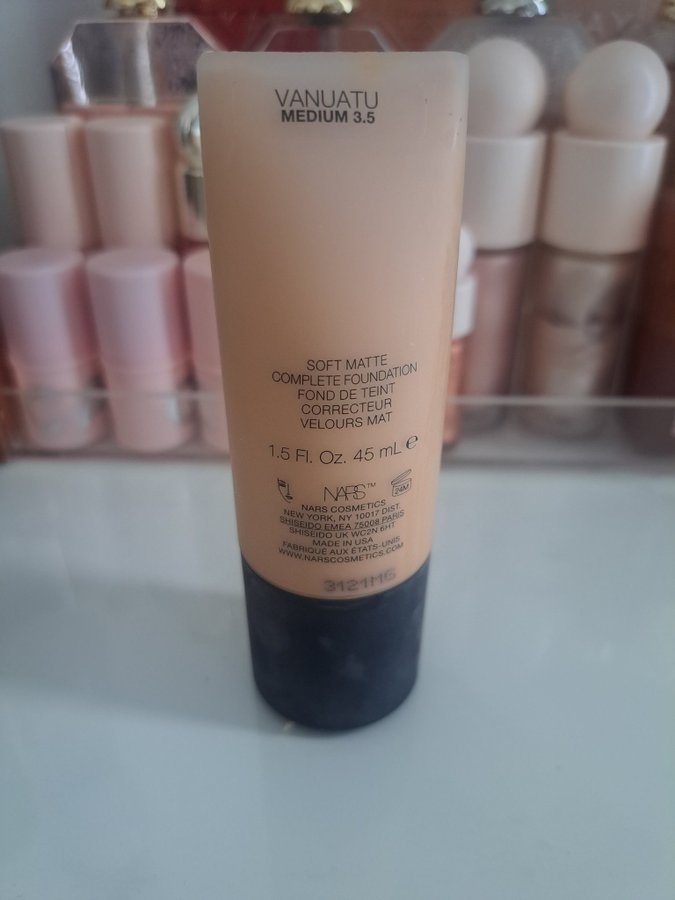 VANUATU
MEDIUM 3.5
SOFT MATTE
COMPLETE FOUNDATION
FOND DE TEINT
CORRECTEUR
VELOURS MAT
1.5 Fl. Oz. 45 mL ℮
NARS™
24M
NARS COSMETICS
NEW YORK, NY 10017 DIST.
SHISEIDO EMEA 75008 PARIS
SHISEIDO UK WC2N 6HT
MADE IN USA
FABRIQUÉ AUX ÉTATS-UNIS
WWW.NARSCOSMETICS.COM
3121MG